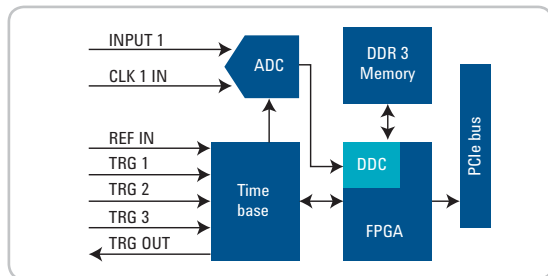 INPUT 1
CLK 1 IN
ADC
DDR 3
Memory
REF IN
TRG 1
TRG 2
TRG 3
TRG OUT
Time
base
DDC
FPGA
PCIe bus